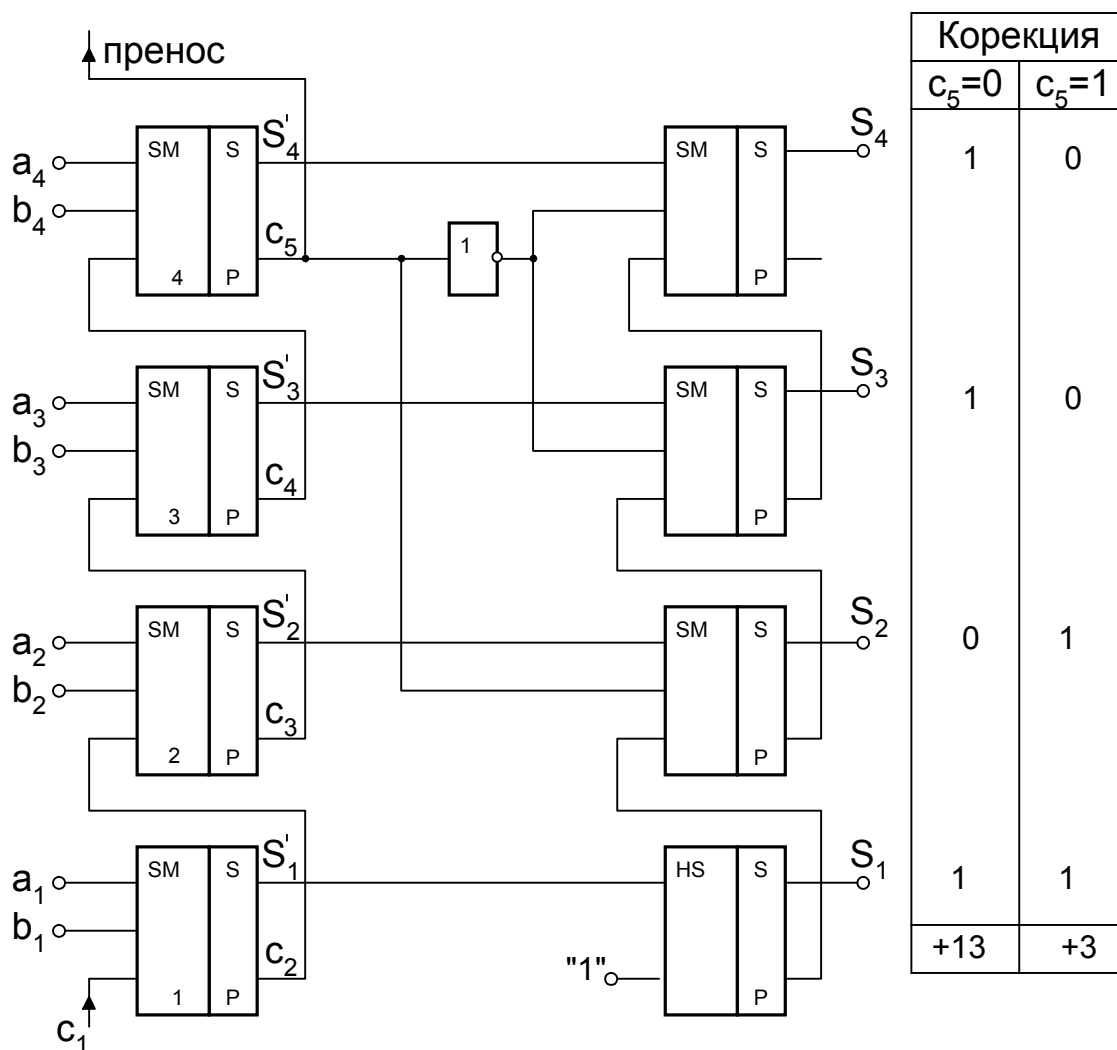 пренос
Корекция
c5=0 c5=1
SM S S'4 SM S S4
a4
b4
1 0
c5 1
4 P P
SM S S'3 SM S S3
a3
b3
1 0
c4
3 P P
SM S S'2 SM S S2
a2
b2
0 1
c3
2 P P
SM S S'1 HS S S1
a1
b1
1 1
c2 "1"
+13 +3
1 P P
c1